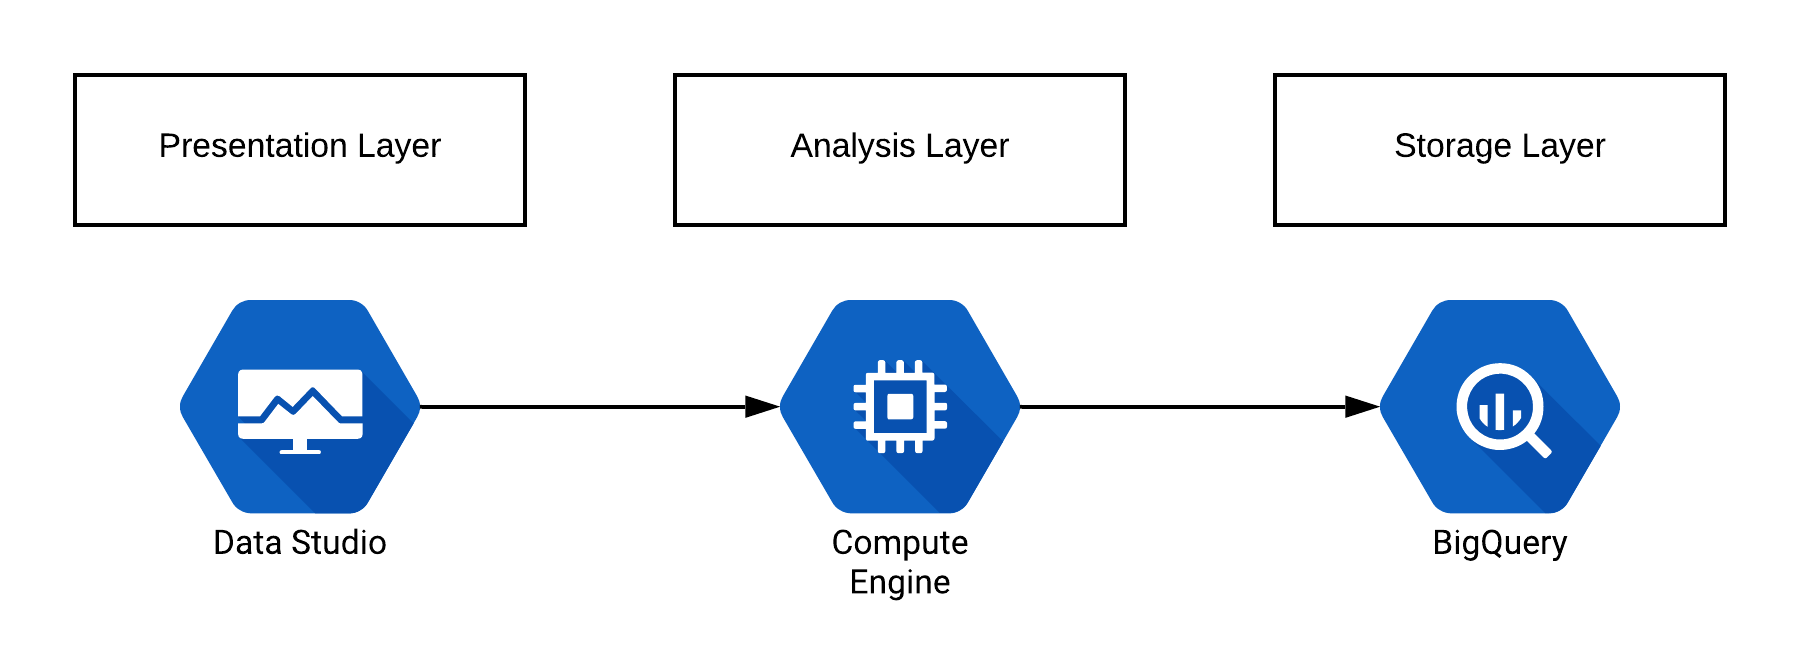 Presentation Layer
Analysis Layer
Storage Layer
Data Studio
Compute
Engine
BigQuery